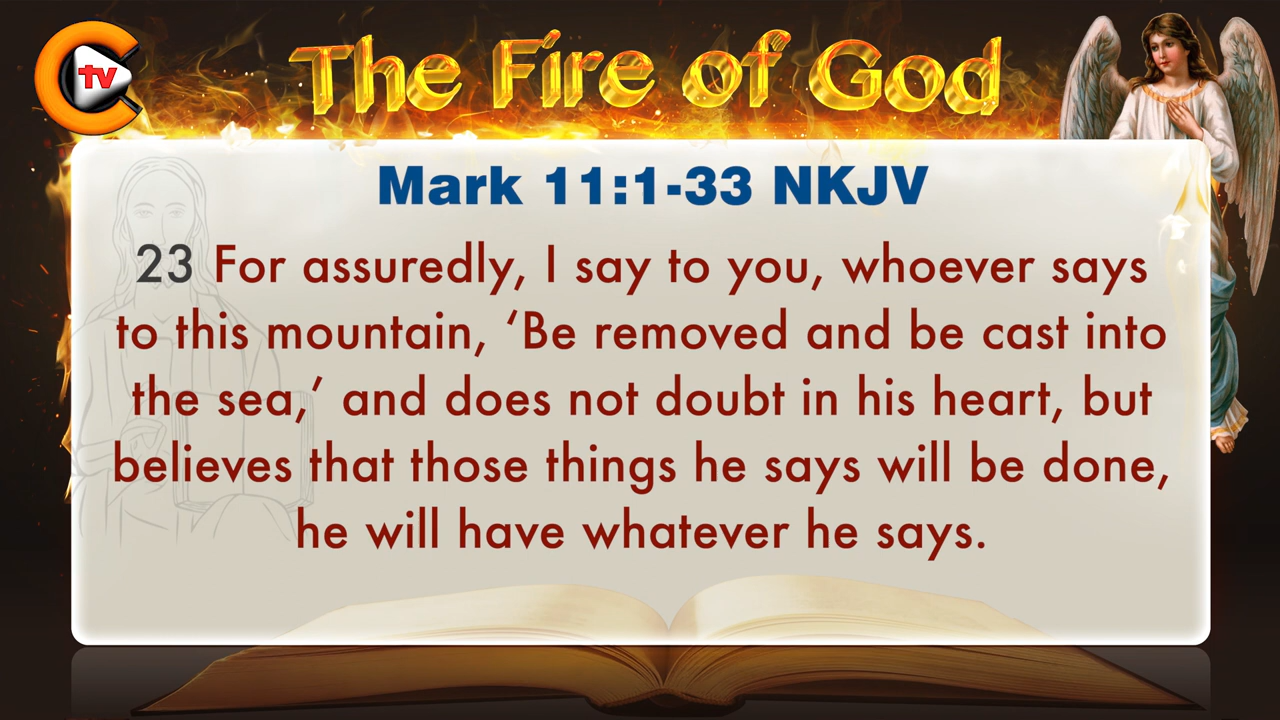 tv
The Fire of God
Mark 11:1-33 NKJV
23 For assuredly, I say to you, whoever says
to this mountain, ‘Be removed and be cast into
the sea,’ and does not doubt in his heart, but
believes that those things he says will be done,
he will have whatever he says.